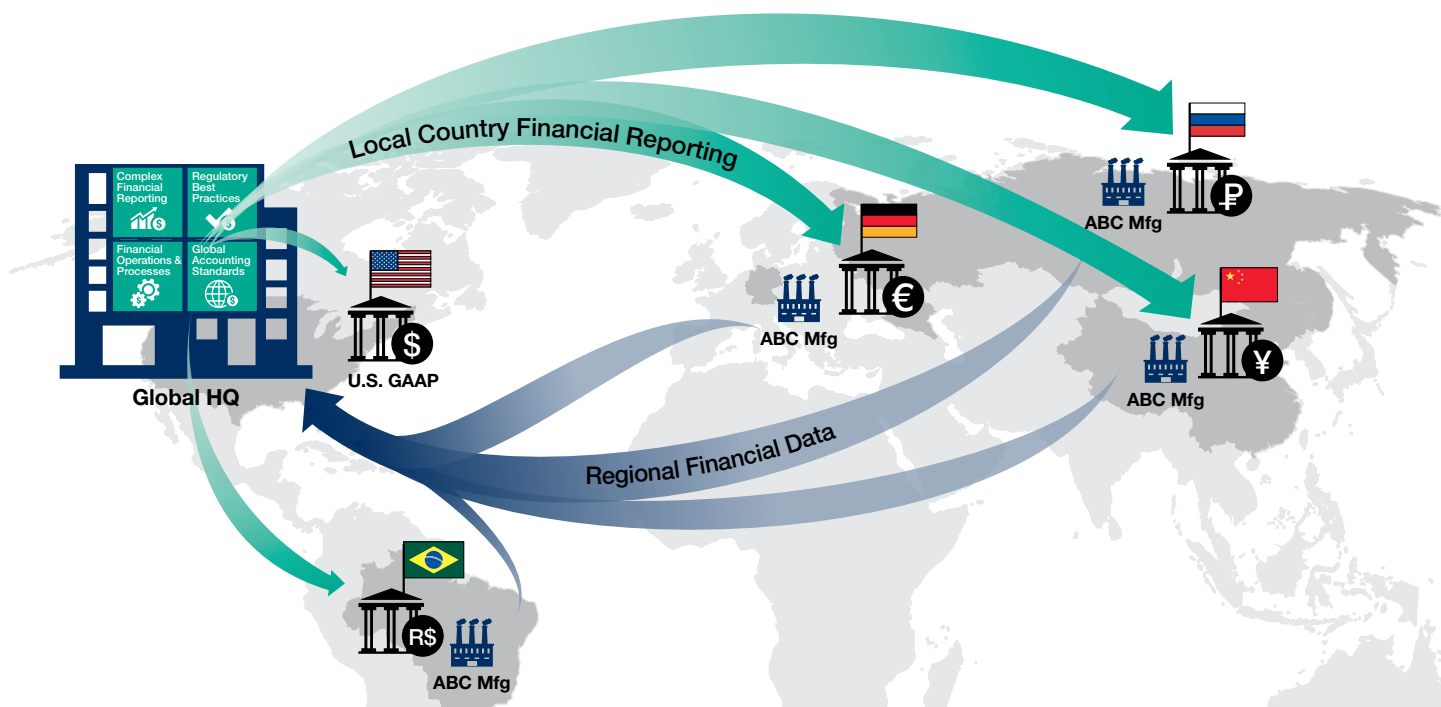 Local Country Financial Reporting
Complex
Financial
Reporting
Regulatory
Best
Practices
Financial
Operations &
Processes
Global
Accounting
Standards
$
$
$
$
Global HQ
$
U.S. GAAP
ABC Mfg
€
ABC Mfg
₽
ABC Mfg
¥
Regional Financial Data
R$
ABC Mfg